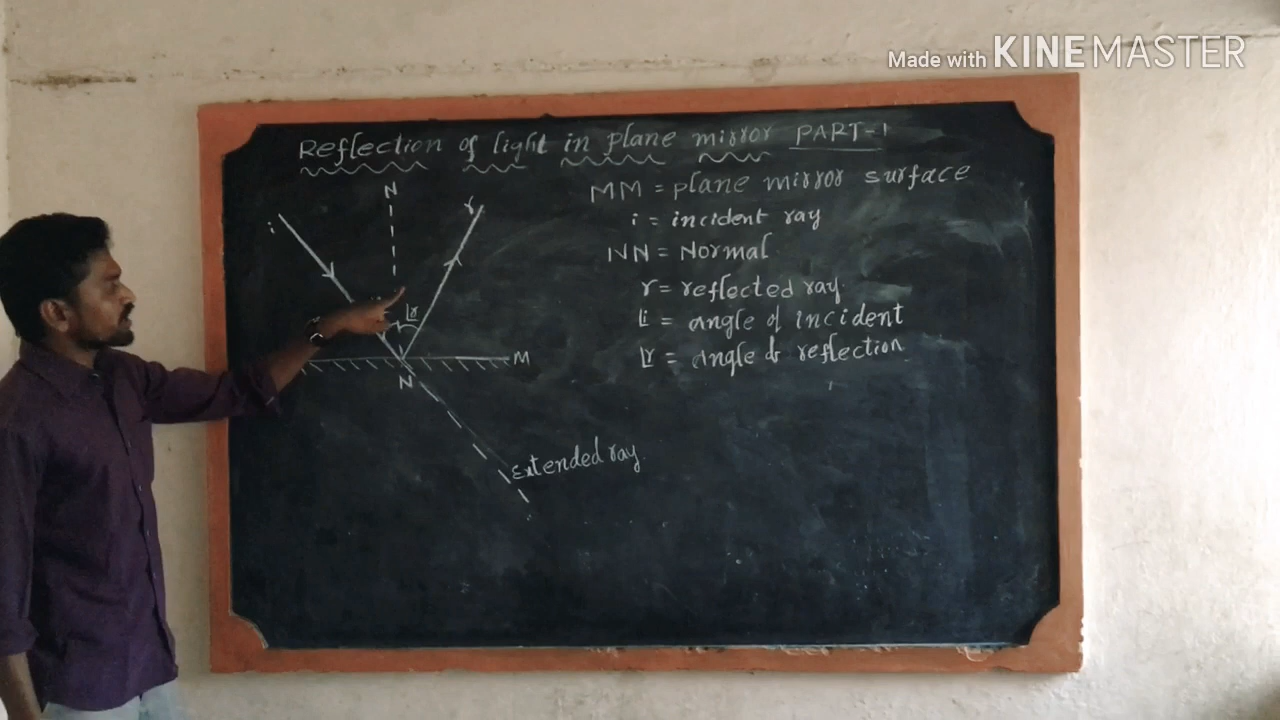 Made with KINEMASTER
Reflection of light in plane mirror PART-1
MM = plane mirror surface
i = incident ray
NN = Normal
r = reflected ray
∠i = angle of incident
∠r = angle of reflection
N
i
r
∠r
M
N
Extended ray